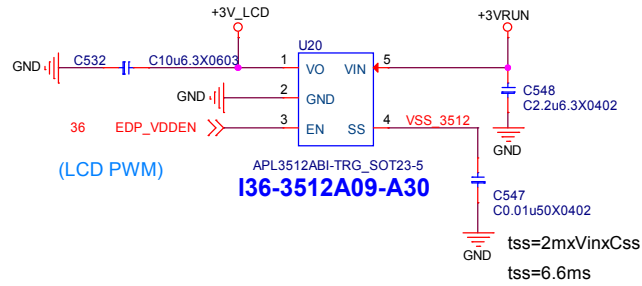 +3V_LCD +3VRUN
U20
GND C532 C10u6.3X0603 1 VO VIN 5
GND 2 GND C548
C2.2u6.3X0402
36 EDP_VDDEN 3 EN SS 4 VSS_3512
GND
(LCD PWM) APL3512ABI-TRG_SOT23-5
I36-3512A09-A30
C547
C0.01u50X0402
GND tss=2mxVinxCss
tss=6.6ms